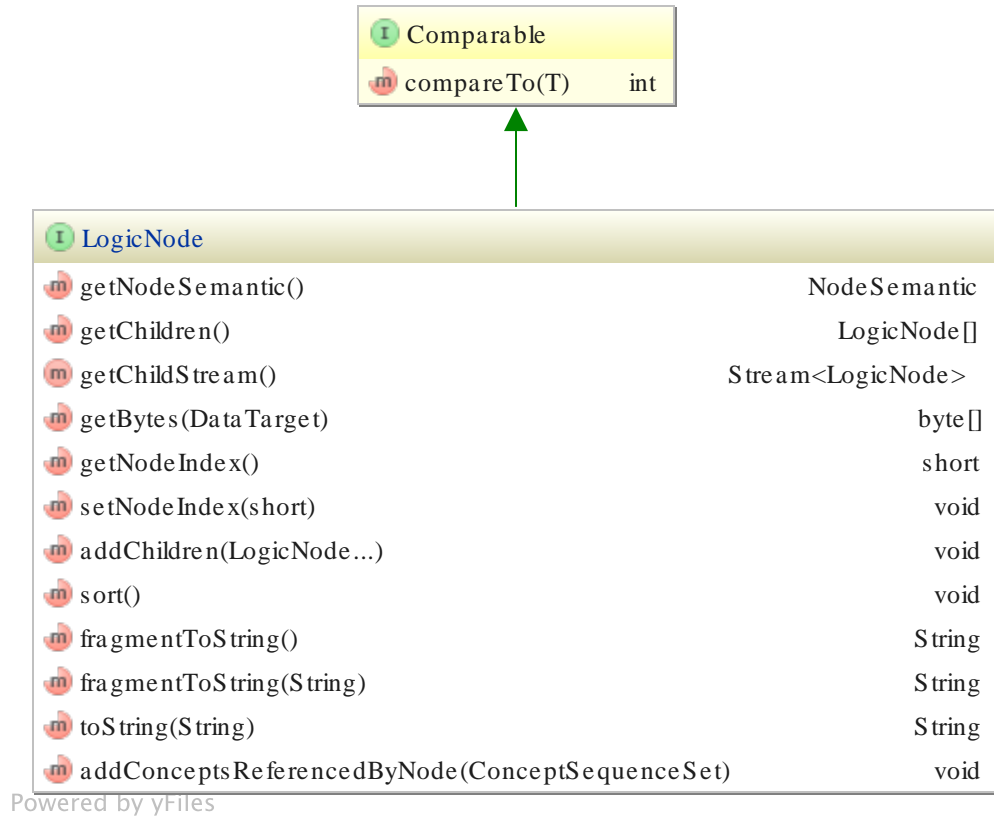 I Comparable
m compareTo(T) int
I LogicNode
m getNodeSemantic() NodeSemantic
m getChildren() LogicNode[]
m getChildStream() Stream<LogicNode>
m getBytes(DataTarget) byte[]
m getNodeIndex() short
m setNodeIndex(short) void
m addChildren(LogicNode...) void
m sort() void
m fragmentToString() String
m fragmentToString(String) String
m toString(String) String
m addConceptsReferencedByNode(ConceptSequenceSet) void
Powered by yFiles